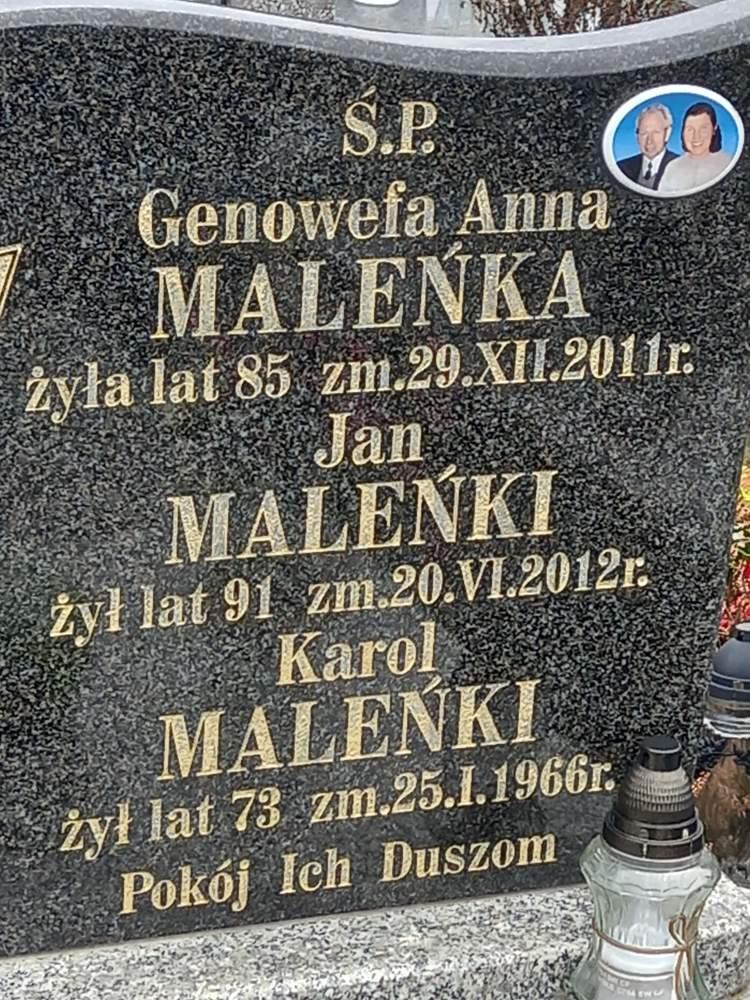 Ś.P.
Genowefa Anna
MALEŃKA
żyła lat 85 zm.29.XII.2011r.
Jan
MALEŃKI
żył lat 91 zm.20.VI.2012r.
Karol
MALEŃKI
żył lat 73 zm.25.I.1966r.
Pokój Ich Duszom